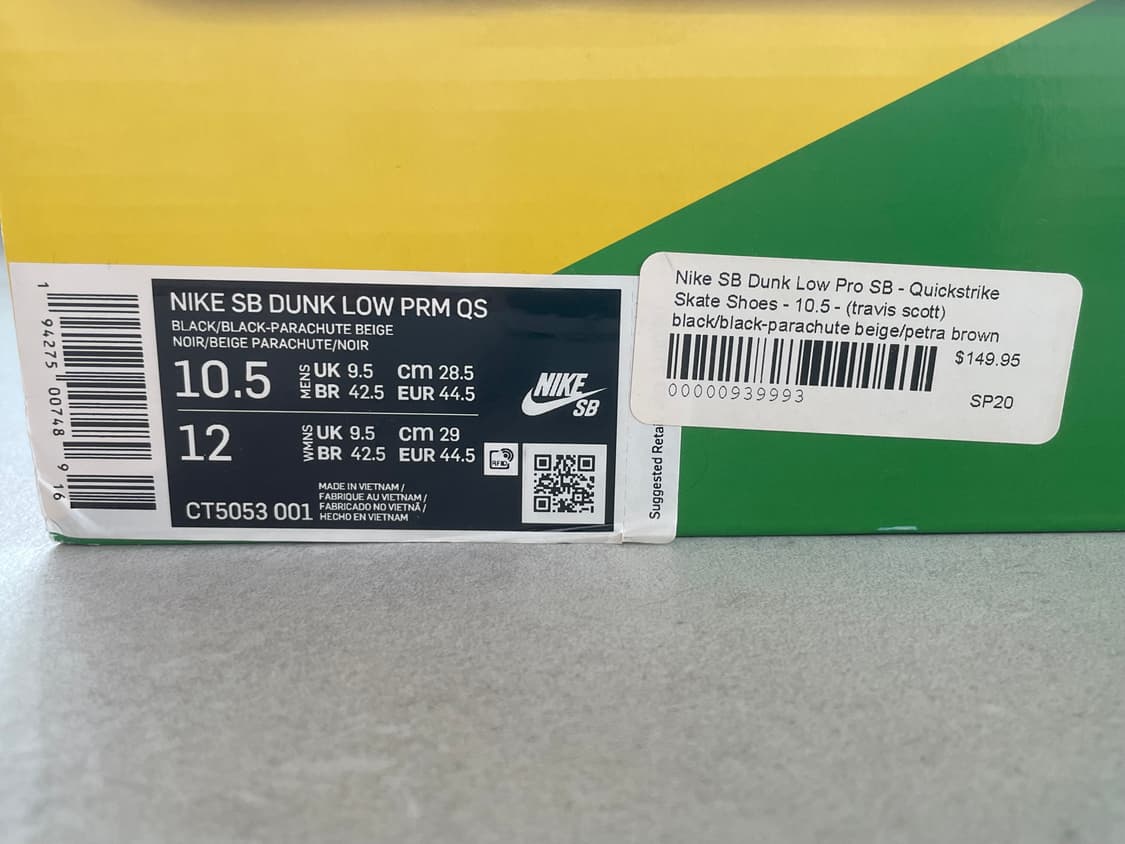 1 94275 00748 9 16
NIKE SB DUNK LOW PRM QS
BLACK/BLACK-PARACHUTE BEIGE
NOIR/BEIGE PARACHUTE/NOIR
10.5 MENS UK 9.5 cm 28.5
BR 42.5 EUR 44.5
12 WMNS UK 9.5 cm 29
BR 42.5 EUR 44.5
CT5053 001
MADE IN VIETNAM /
FABRIQUE AU VIETNAM /
FABRICADO NO VIETNÃ /
HECHO EN VIETNAM
NIKE
SB
RFID
Suggested Reta
Nike SB Dunk Low Pro SB - Quickstrike
Skate Shoes - 10.5 - (travis scott)
black/black-parachute beige/petra brown
$149.95
00000939993
SP20